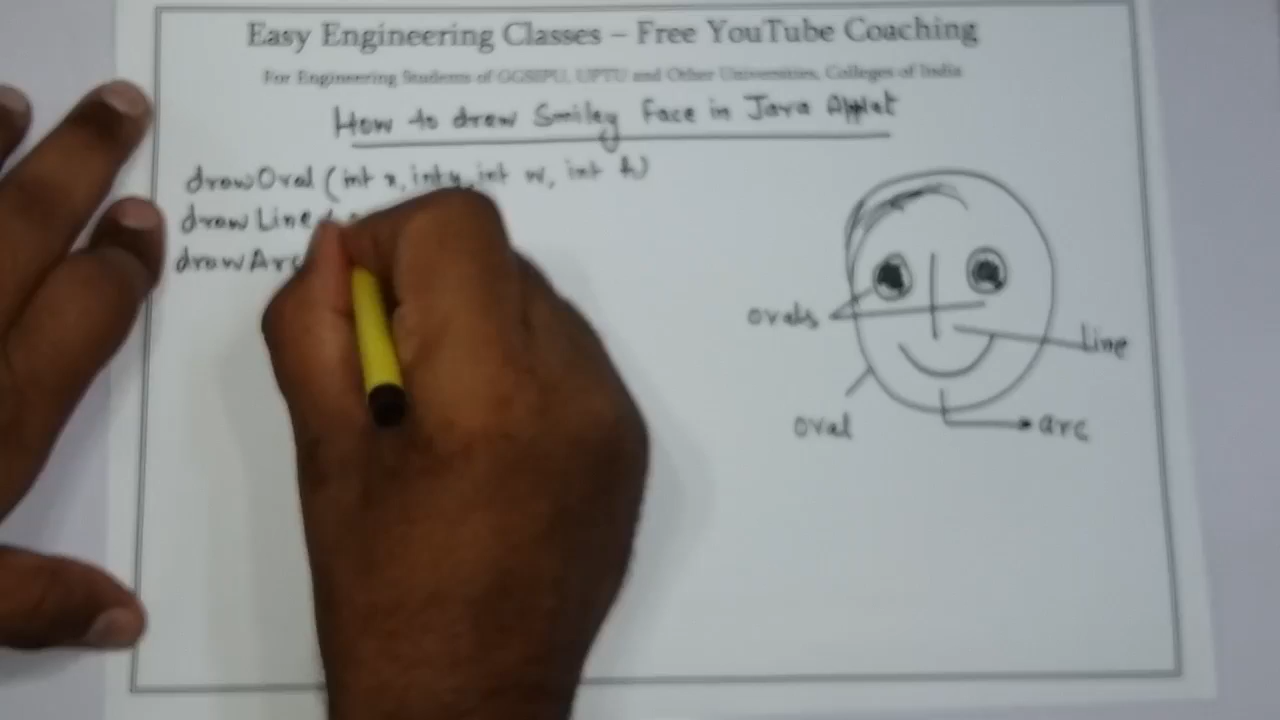 Easy Engineering Classes – Free YouTube Coaching
For Engineering Students of GGSIPU, UPTU and Other Universities, Colleges of India
How to draw Smiley Face in Java Applet
drawOval (int x, int y, int w, int h)
drawLine
drawArc
ovals
Line
oval
arc